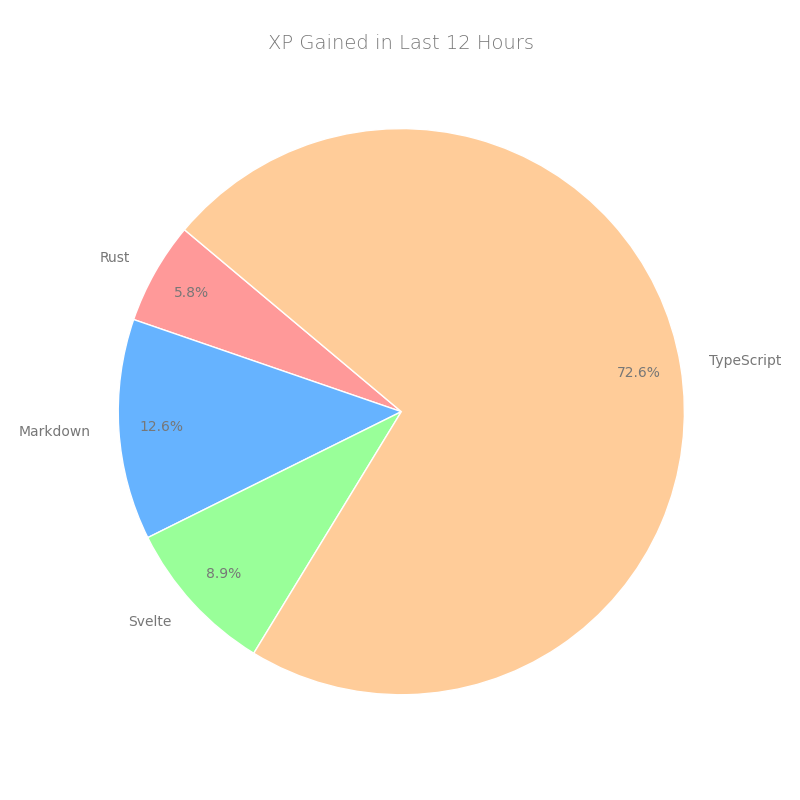 XP Gained in Last 12 Hours
Rust
5.8%
TypeScript
72.6%
Markdown
12.6%
8.9%
Svelte